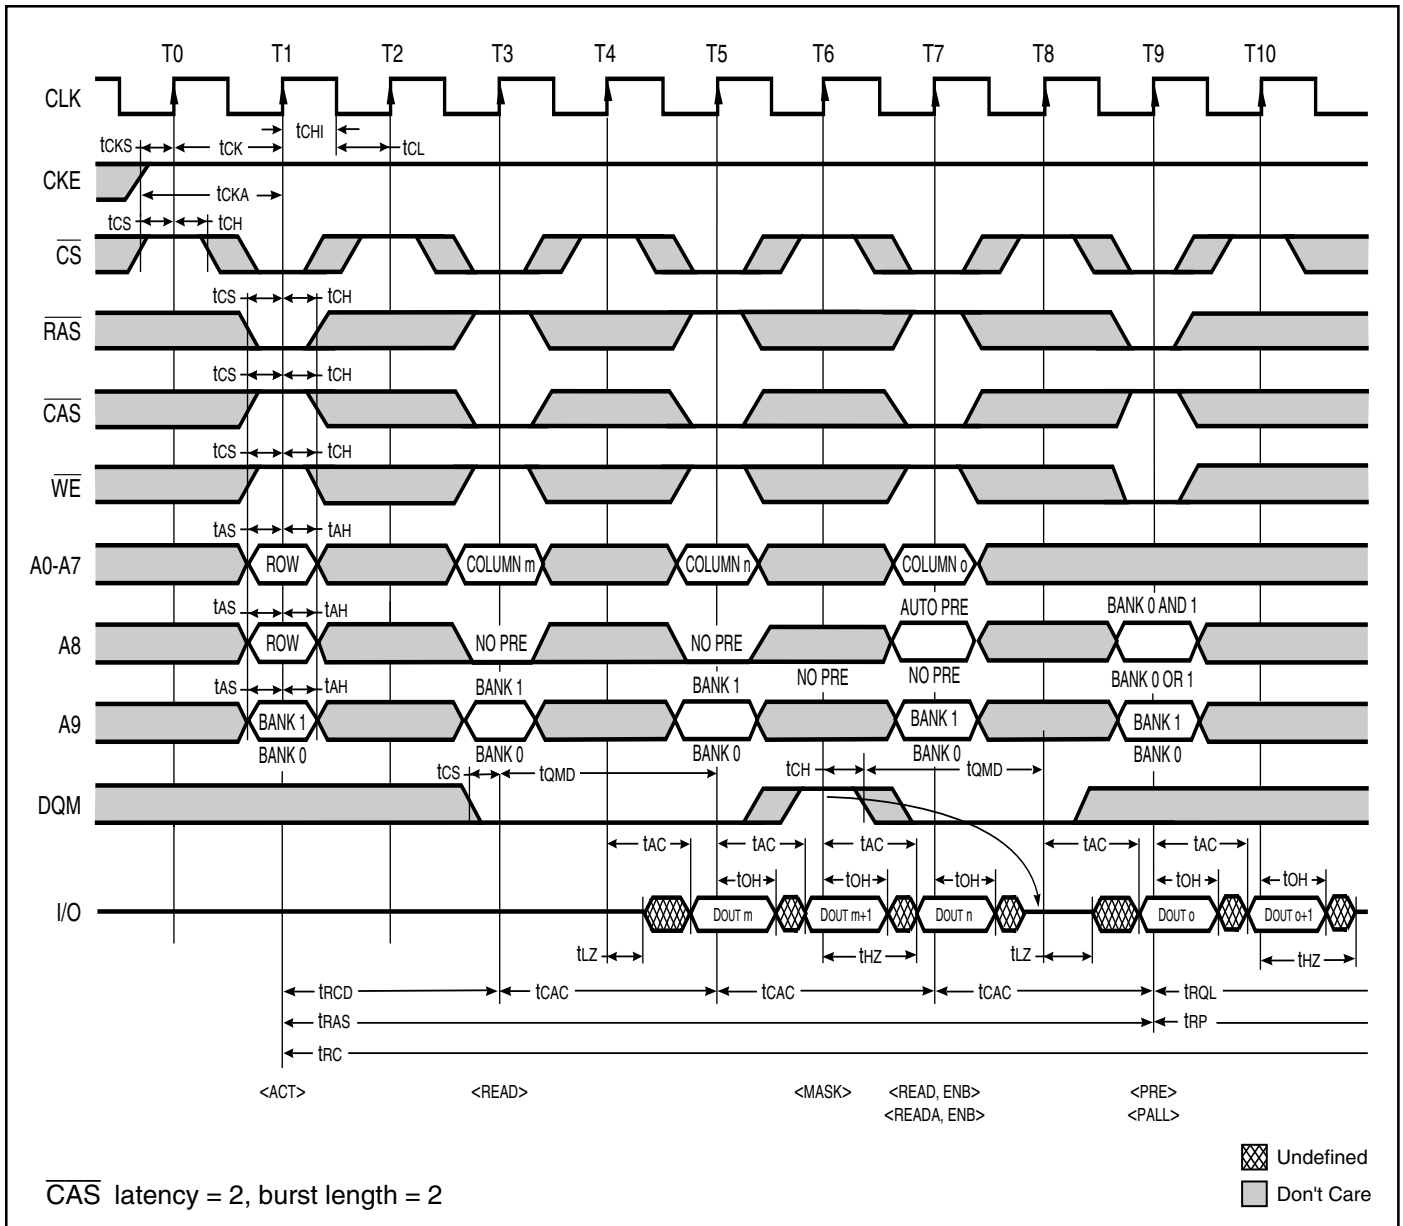 T0 T1 T2 T3 T4 T5 T6 T7 T8 T9 T10
CLK
tCHI
tCKS tCK tCL
CKE
tCKA
tCS tCH
CS
tCS tCH
RAS
tCS tCH
CAS
tCS tCH
WE
tAS tAH
A0-A7 ROW COLUMN m COLUMN n COLUMN o
tAS tAH AUTO PRE BANK 0 AND 1
A8 ROW NO PRE NO PRE
NO PRE NO PRE BANK 0 OR 1
tAS tAH BANK 1 BANK 1
A9 BANK 1 BANK 1 BANK 1
BANK 0 BANK 0 BANK 0 BANK 0 BANK 0
tCS tQMD tCH tQMD
DQM
tAC tAC tAC tAC tAC
tOH tOH tOH tOH tOH
I/O DOUT m DOUT m+1 DOUT n DOUT o DOUT o+1
tLZ tHZ tLZ tHZ
tRCD tCAC tCAC tCAC tRQL
tRAS tRP
tRC
<ACT> <READ> <MASK> <READ, ENB> <PRE>
<READA, ENB> <PALL>
Undefined
Don't Care
CAS latency = 2, burst length = 2